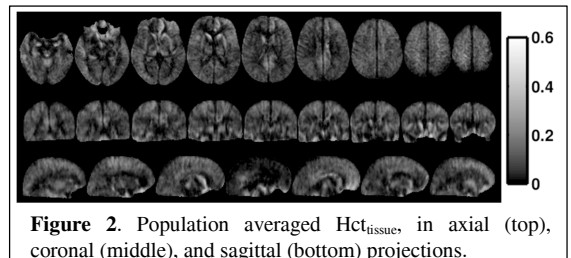 0.6
0.4
0.2
0
Figure 2. Population averaged Hct_tissue, in axial (top),
coronal (middle), and sagittal (bottom) projections.